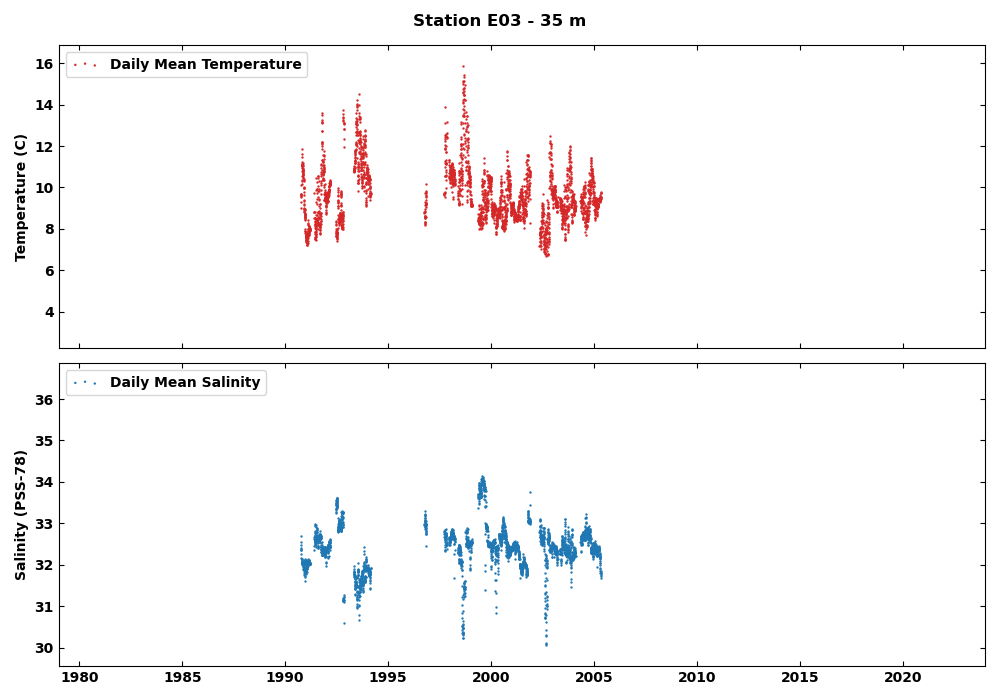 Station E03 - 35 m
Daily Mean Temperature
Temperature (C)
16
14
12
10
8
6
4
Daily Mean Salinity
Salinity (PSS-78)
36
35
34
33
32
31
30
1980 1985 1990 1995 2000 2005 2010 2015 2020